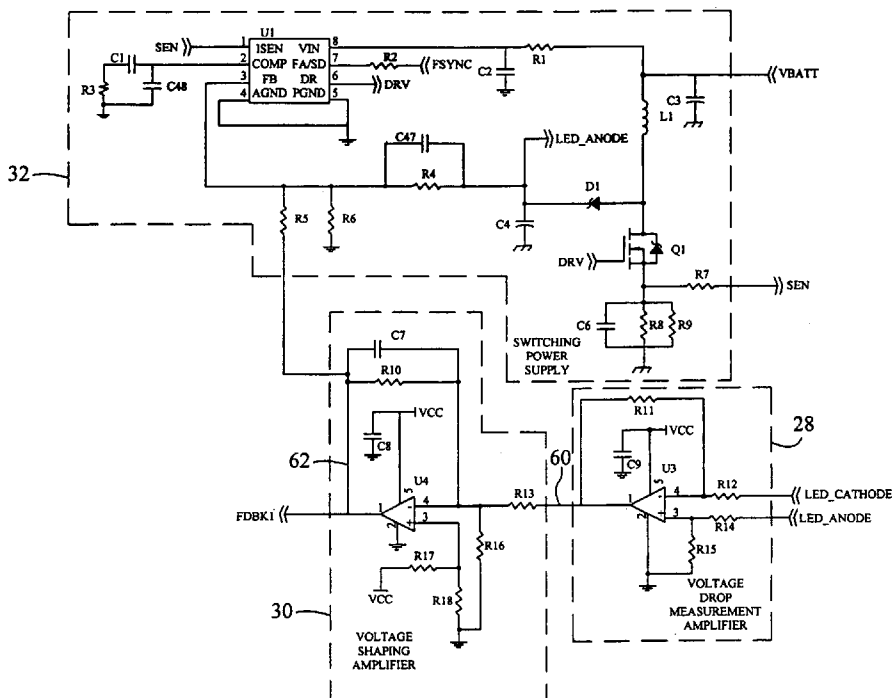 U1
SEN
1 ISEN VIN 8
R2
FSYNC
R1
C1
2 COMP FA/SD 7
C2
VBATT
3 FB DR 6
DRV
R3
C48
4 AGND PGND 5
C3
L1
C47
LED_ANODE
32
R4
D1
R5
R6
C4
Q1
DRV
R7
SEN
C7
C6
R8
R9
SWITCHING
POWER
SUPPLY
R10
R11
28
VCC
VCC
C8
C9
62
60
U4
U3
5
5
R12
LED_CATHODE
FDBK1
1
-
4
R13
1
-
4
2
+
3
2
+
3
R14
LED_ANODE
R16
R15
R17
VCC
R18
30
VOLTAGE
SHAPING
AMPLIFIER
VOLTAGE
DROP
MEASUREMENT
AMPLIFIER